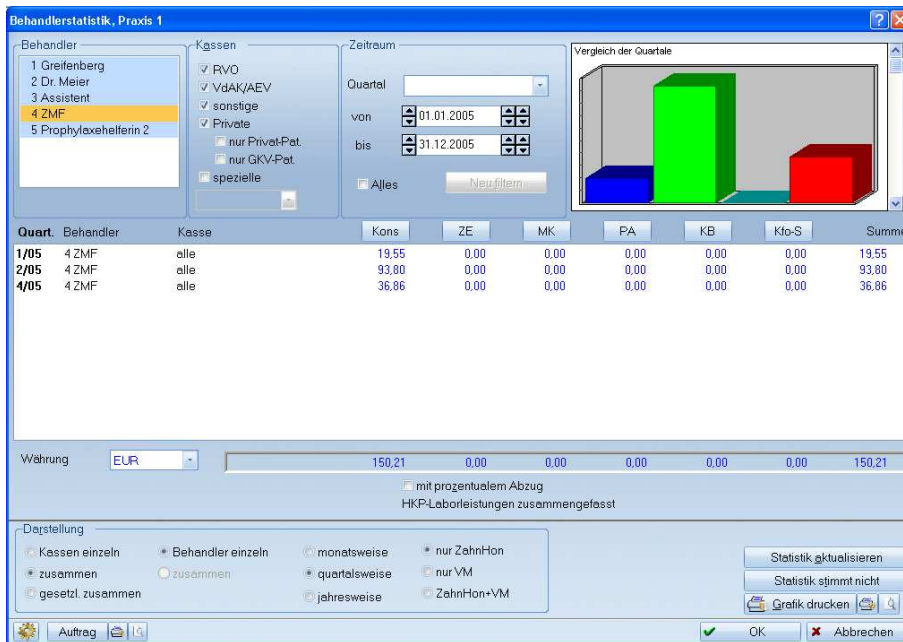 Behandlerstatistik, Praxis 1
Behandler
1 Greifenberg
2 Dr. Meier
3 Assistent
4 ZMF
5 Prophylaxehelferin 2
Kassen
RVO
VdAK/AEV
sonstige
Private
nur Privat-Pat.
nur GKV-Pat.
spezielle
Zeitraum
Quartal
von 01.01.2005
bis 31.12.2005
Alles Neu filtern
Vergleich der Quartale
Quart. Behandler Kasse Kons ZE MK PA KB Kfo-S Summe
1/05 4 ZMF alle 19,55 0,00 0,00 0,00 0,00 0,00 19,55
2/05 4 ZMF alle 93,80 0,00 0,00 0,00 0,00 0,00 93,80
4/05 4 ZMF alle 36,86 0,00 0,00 0,00 0,00 0,00 36,86
Währung EUR 150,21 0,00 0,00 0,00 0,00 0,00 150,21
mit prozentualem Abzug
HKP-Laborleistungen zusammengefasst
Darstellung
Kassen einzeln Behandler einzeln monatsweise nur ZahnHon
zusammen zusammen quartalsweise nur VM
gesetzl. zusammen jahresweise ZahnHon+VM
Statistik aktualisieren
Statistik stimmt nicht
Grafik drucken
Auftrag OK Abbrechen